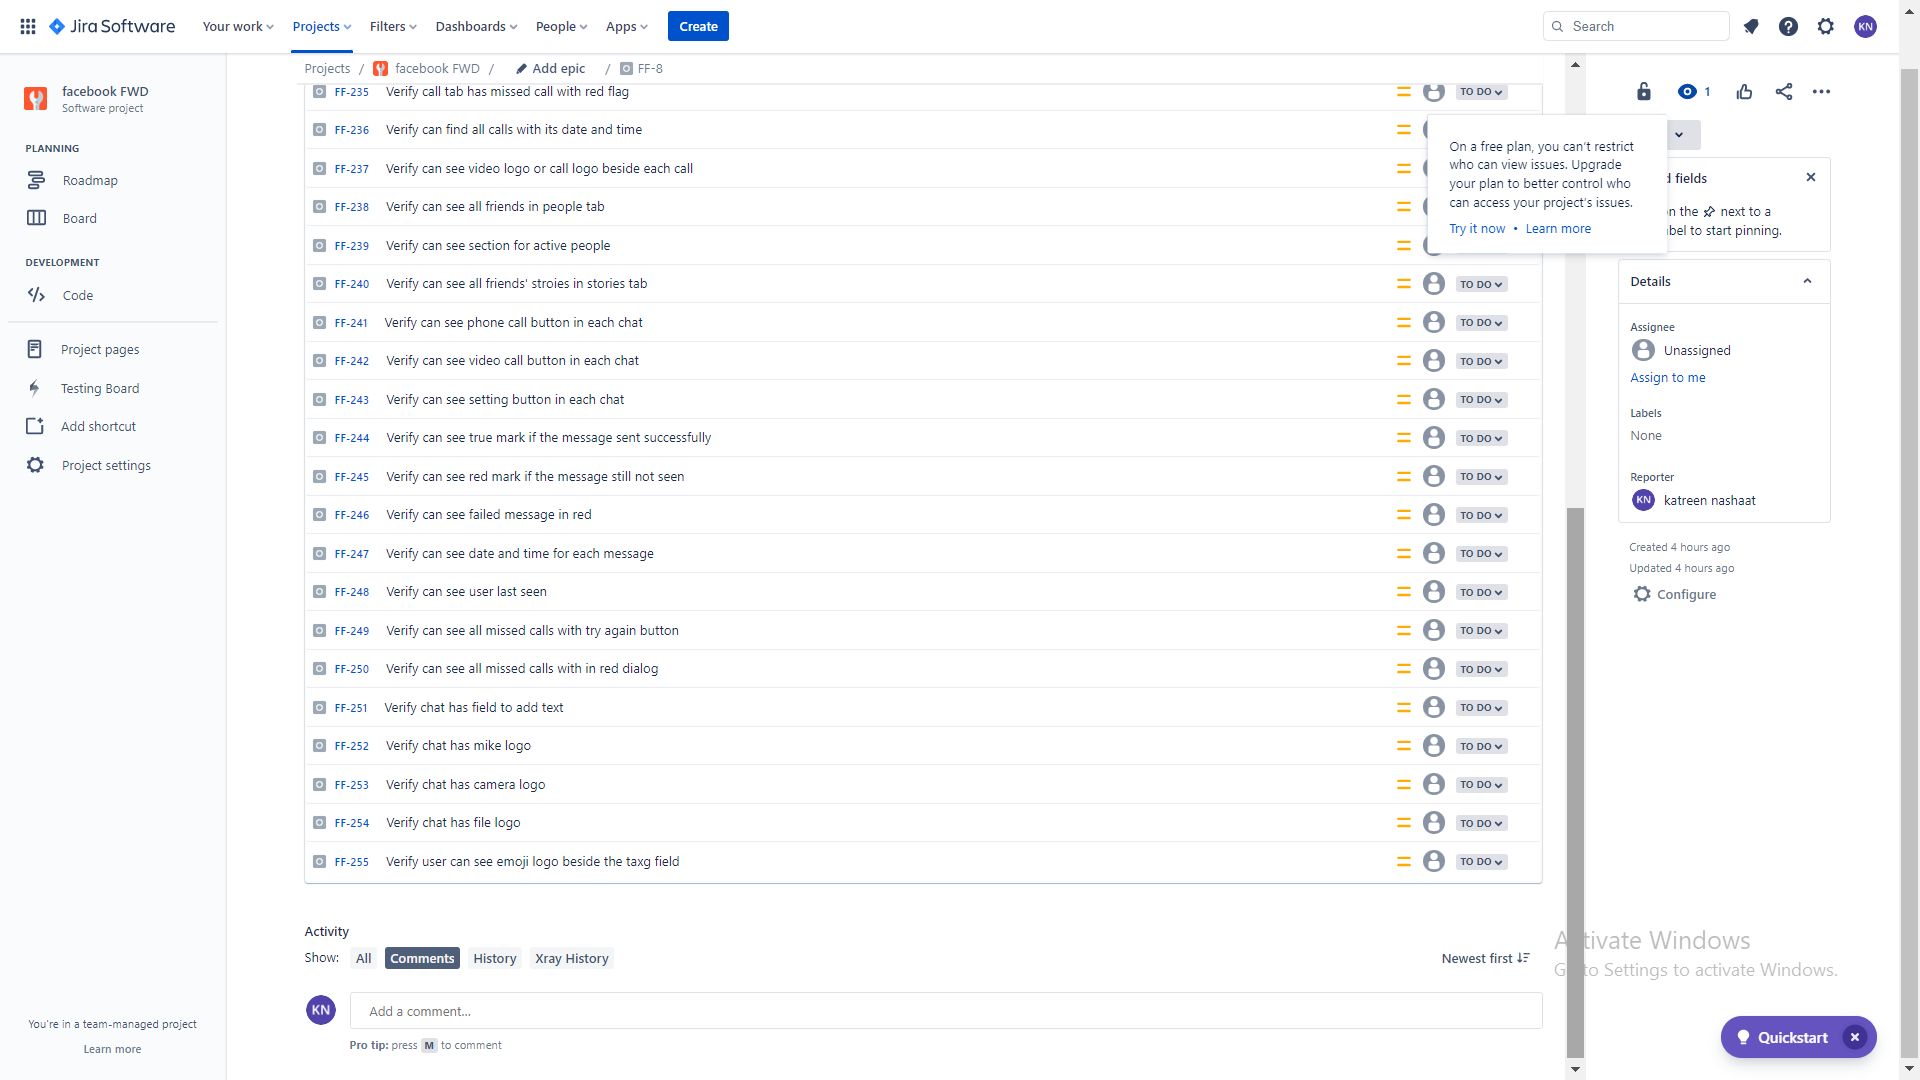 Jira Software
Your work
Projects
Filters
Dashboards
People
Apps
Create
Search
KN
facebook FWD
Software project
PLANNING
Roadmap
Board
DEVELOPMENT
Code
Project pages
Testing Board
Add shortcut
Project settings
You're in a team-managed project
Learn more
Projects / facebook FWD / Add epic / FF-8
FF-235 Verify call tab has missed call with red flag TO DO
FF-236 Verify can find all calls with its date and time
FF-237 Verify can see video logo or call logo beside each call
FF-238 Verify can see all friends in people tab
FF-239 Verify can see section for active people
FF-240 Verify can see all friends' stroies in stories tab TO DO
FF-241 Verify can see phone call button in each chat TO DO
FF-242 Verify can see video call button in each chat TO DO
FF-243 Verify can see setting button in each chat TO DO
FF-244 Verify can see true mark if the message sent successfully TO DO
FF-245 Verify can see red mark if the message still not seen TO DO
FF-246 Verify can see failed message in red TO DO
FF-247 Verify can see date and time for each message TO DO
FF-248 Verify can see user last seen TO DO
FF-249 Verify can see all missed calls with try again button TO DO
FF-250 Verify can see all missed calls with in red dialog TO DO
FF-251 Verify chat has field to add text TO DO
FF-252 Verify chat has mike logo TO DO
FF-253 Verify chat has camera logo TO DO
FF-254 Verify chat has file logo TO DO
FF-255 Verify user can see emoji logo beside the taxg field TO DO
Activity
Show: All Comments History Xray History Newest first
KN Add a comment...
Pro tip: press M to comment
1
On a free plan, you can't restrict
who can view issues. Upgrade
your plan to better control who
can access your project's issues.
Try it now • Learn more
d fields
on the next to a
abel to start pinning.
Details
Assignee
Unassigned
Assign to me
Labels
None
Reporter
KN katreen nashaat
Created 4 hours ago
Updated 4 hours ago
Configure
Activate Windows
Go to Settings to activate Windows.
Quickstart